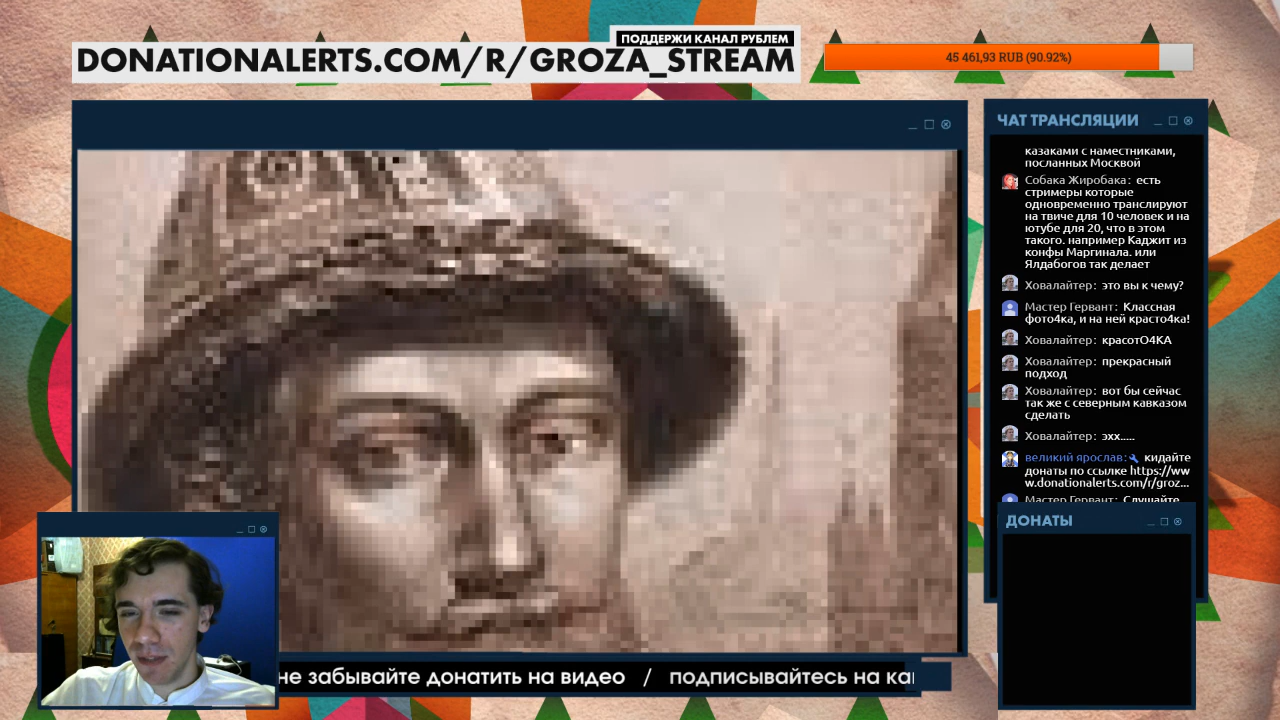 ПОДДЕРЖИ КАНАЛ РУБЛЕМ
DONATIONALERTS.COM/R/GROZA_STREAM
45 461,93 RUB (90.92%)
ЧАТ ТРАНСЛЯЦИИ
казаками с наместниками,
посланных Москвой
Собака Жиробака: есть
стримеры которые
одновременно транслируют
на твиче для 10 человек и на
ютубе для 20, что в этом
такого. например Каджит из
конфы Маргинала. или
Ялдабогов так делает
Ховалайтер: это вы к чему?
Мастер Гервант: Классная
фото4ка, и на ней красто4ка!
Ховалайтер: красотО4КА
Ховалайтер: прекрасный
подход
Ховалайтер: вот бы сейчас
так же с северным кавказом
сделать
Ховалайтер: эхх.....
великий ярослав: кидайте
донаты по ссылке https://ww
w.donationalerts.com/r/groz...
Мастер Гервант: Слушайте
ДОНАТЫ
не забывайте донатить на видео / подписывайтесь на ка